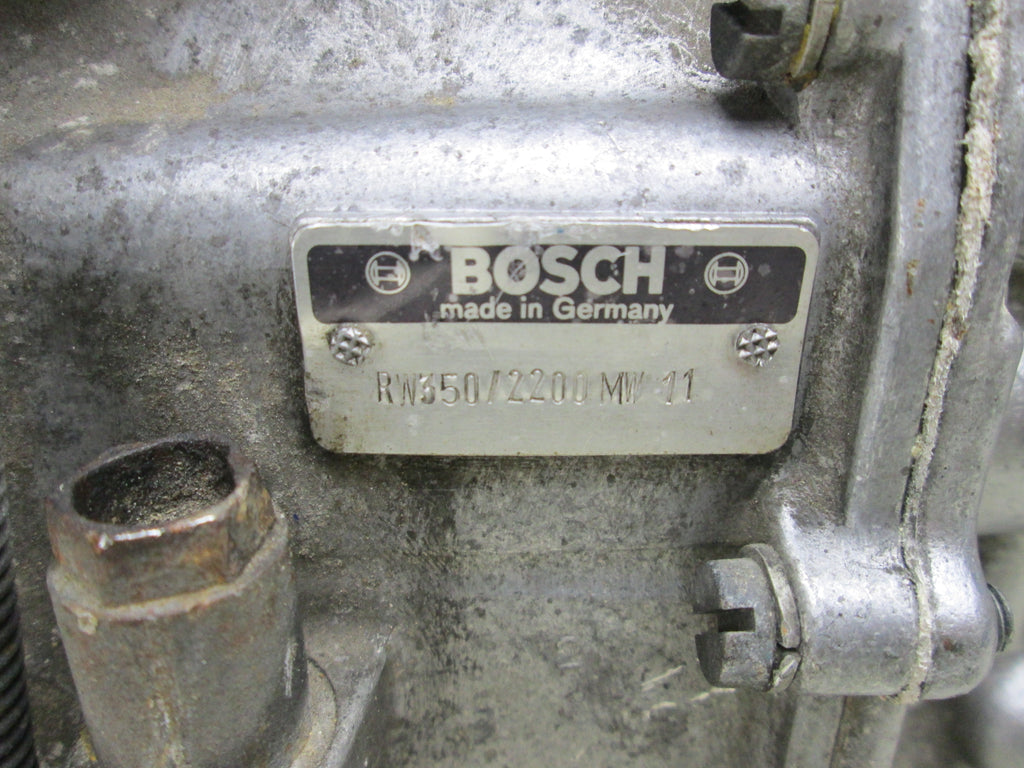 BOSCH
made in Germany
RW350/2200 MW 11